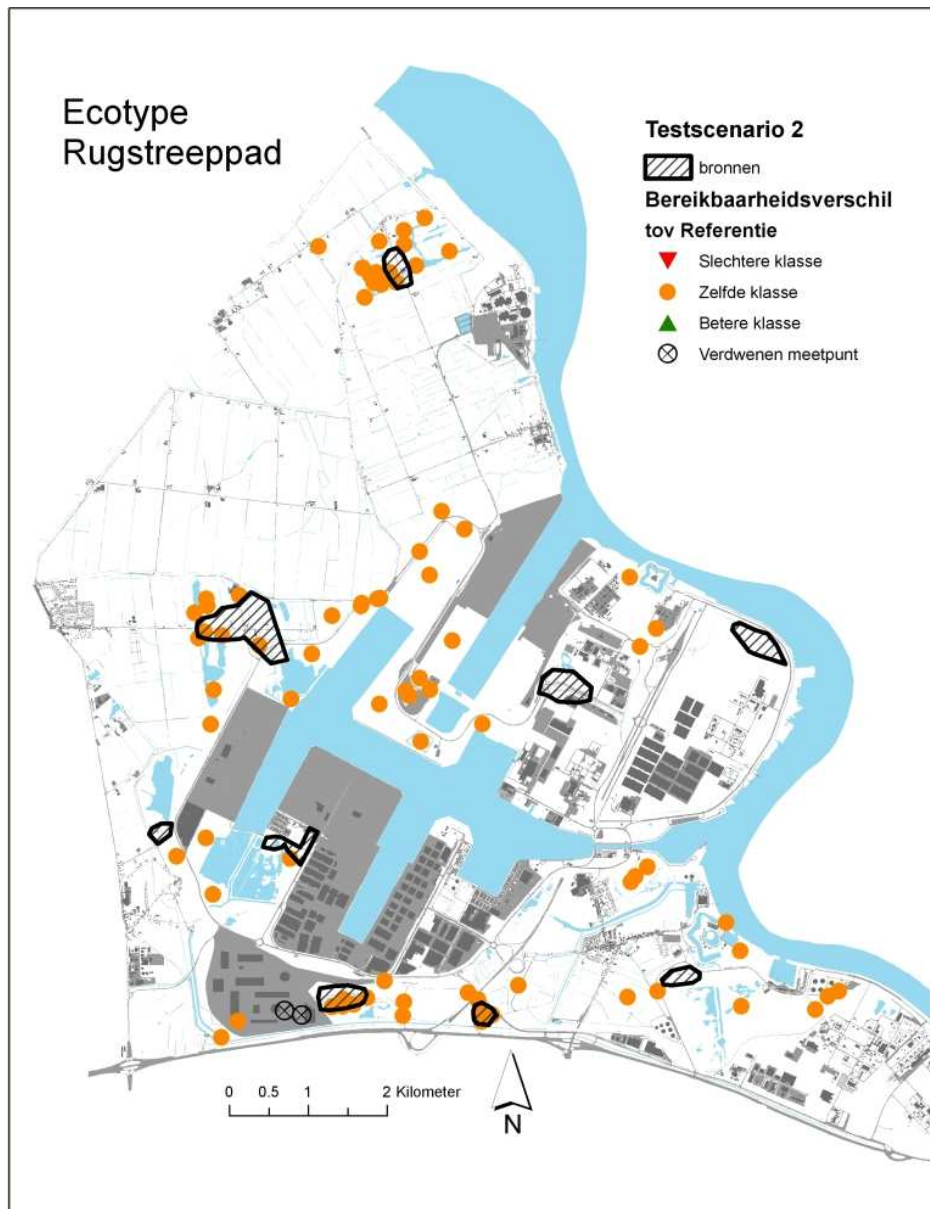 Ecotype
Rugstreeppad
Testscenario 2
bronnen
Bereikbaarheidsverschil
tov Referentie
Slechtere klasse
Zelfde klasse
Betere klasse
Verdwenen meetpunt
0 0.5 1 2 Kilometer
N